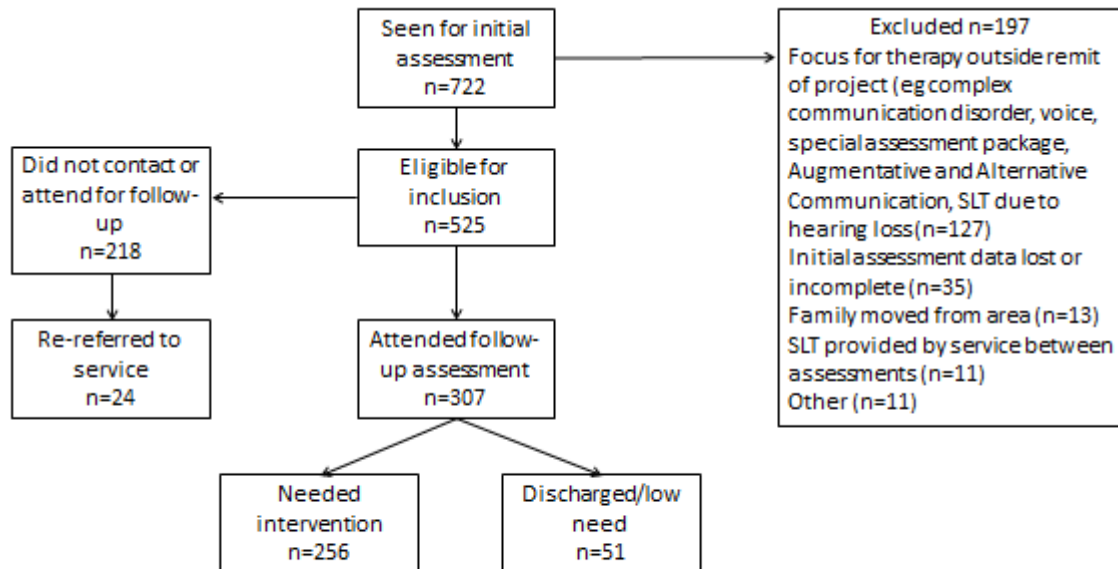 Seen for initial
assessment
n=722
Excluded n=197
Focus for therapy outside remit
of project (eg complex
communication disorder, voice,
special assessment package,
Augmentative and Alternative
Communication, SLT due to
hearing loss (n=127)
Initial assessment data lost or
incomplete (n=35)
Family moved from area (n=13)
SLT provided by service between
assessments (n=11)
Other (n=11)
Did not contact or
attend for follow-
up
n=218
Eligible for
inclusion
n=525
Re-referred to
service
n=24
Attended follow-
up assessment
n=307
Needed
intervention
n=256
Discharged/low
need
n=51